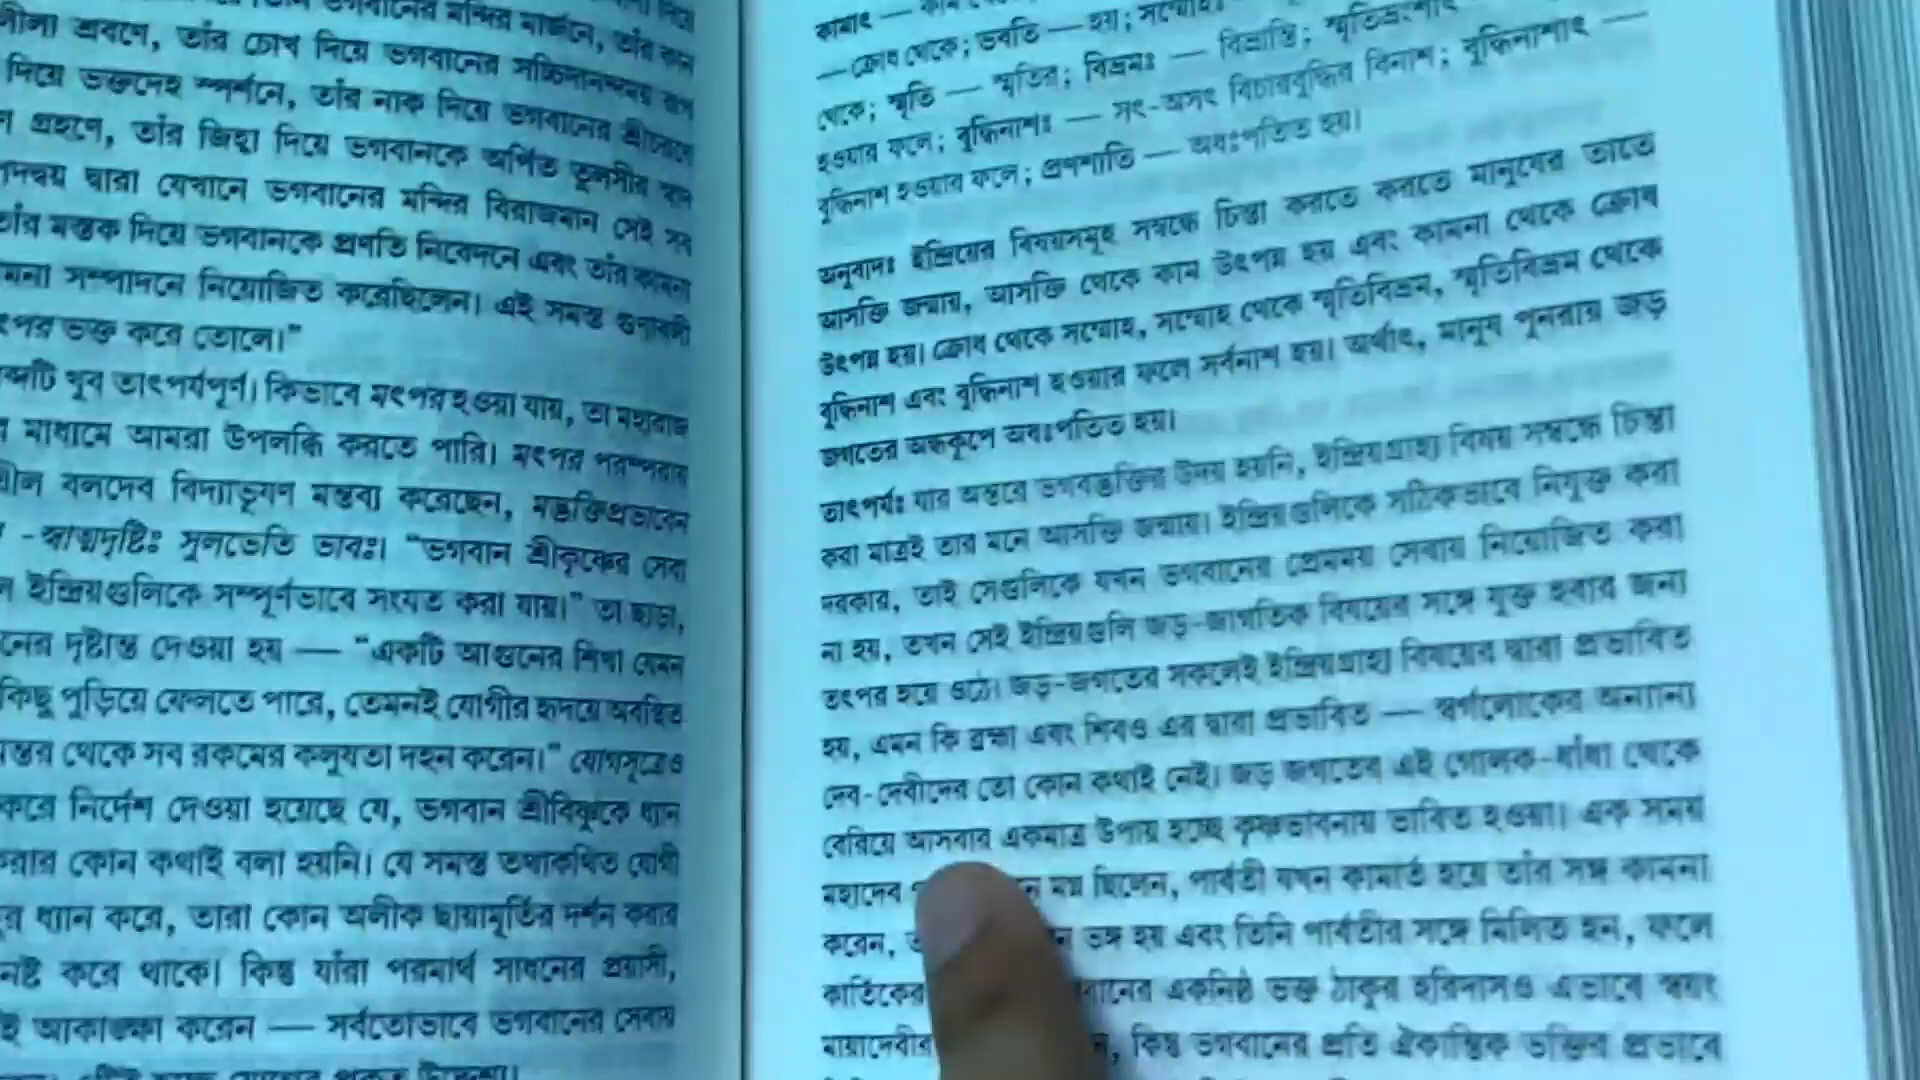 লীলা শ্রবণে, তাঁর চোখ দিয়ে ভগবানের সচ্চিদানন্দময় রূপ
দিয়ে ভক্তদেহ স্পর্শনে, তাঁর নাক দিয়ে ভগবানের শ্রীচরণে
গ্রহণে, তাঁর জিহ্বা দিয়ে ভগবানকে অর্পিত তুলসীর স্বাদ
দ্বারা যেখানে ভগবানের মন্দির বিরাজমান সেই সব
তাঁর মস্তক দিয়ে ভগবানকে প্রণতি নিবেদনে এবং তাঁর কামনা
সম্পাদনে নিয়োজিত করেছিলেন। এই সমস্ত গুণাবলী
ভক্ত করে তোলে।"
খুব তাৎপর্যপূর্ণ। কিভাবে মৎপর হওয়া যায়, তা মহারাজ
মাধ্যমে আমরা উপলব্ধি করতে পারি। মৎপর পরম্পরায়
বলদেব বিদ্যাভূষণ মন্তব্য করেছেন, মদ্ভক্তিপ্রভাবেন
-স্বাত্মদৃষ্টিঃ সুলভেতি ভাবঃ। "ভগবান শ্রীকৃষ্ণের সেবা
ইন্দ্রিয়গুলিকে সম্পূর্ণভাবে সংযত করা যায়।" তা ছাড়া,
দৃষ্টান্ত দেওয়া হয় — "একটি আগুনের শিখা যেমন
কিছু পুড়িয়ে ফেলতে পারে, তেমনই যোগীর হৃদয়ে অবস্থিত
থেকে সব রকমের কলুষতা দহন করেন।" যোগসূত্রেও
করে নির্দেশ দেওয়া হয়েছে যে, ভগবান শ্রীবিষ্ণুকে ধ্যান
করার কোন কথাই বলা হয়নি। যে সমস্ত তথাকথিত যোগী
ধ্যান করে, তারা কোন অলীক ছায়ামূর্তির দর্শন করার
নষ্ট করে থাকে। কিন্তু যাঁরা পরমার্থ সাধনের প্রয়াসী,
আকাঙ্ক্ষা করেন — সর্বতোভাবে ভগবানের সেবায়
কামাৎ —
—ক্রোধ থেকে; ভবতি — হয়; সম্মোহঃ
থেকে; স্মৃতি — স্মৃতির; বিভ্রমঃ — বিভ্রান্তি; স্মৃতিভ্রংশাৎ
হওয়ার ফলে; বুদ্ধিনাশঃ — সৎ-অসৎ বিচারবুদ্ধির বিনাশ; বুদ্ধিনাশাৎ —
বুদ্ধিনাশ হওয়ার ফলে; প্রণশ্যতি — অধঃপতিত হয়।
অনুবাদঃ ইন্দ্রিয়ের বিষয়সমূহ সম্বন্ধে চিন্তা করতে করতে মানুষের তাতে
আসক্তি জন্মায়, আসক্তি থেকে কাম উৎপন্ন হয় এবং কামনা থেকে ক্রোধ
উৎপন্ন হয়। ক্রোধ থেকে সম্মোহ, সম্মোহ থেকে স্মৃতিবিভ্রম, স্মৃতিবিভ্রম থেকে
বুদ্ধিনাশ এবং বুদ্ধিনাশ হওয়ার ফলে সর্বনাশ হয়। অর্থাৎ, মানুষ পুনরায় জড়
জগতের অন্ধকূপে অধঃপতিত হয়।
তাৎপর্যঃ যার অন্তরে ভগবদ্ভক্তির উদয় হয়নি, ইন্দ্রিয়গ্রাহ্য বিষয় সম্বন্ধে চিন্তা
করা মাত্রই তার মনে আসক্তি জন্মায়। ইন্দ্রিয়গুলিকে সঠিকভাবে নিযুক্ত করা
দরকার, তাই সেগুলিকে যখন ভগবানের প্রেমময় সেবায় নিয়োজিত করা
না হয়, তখন সেই ইন্দ্রিয়গুলি জড়-জাগতিক বিষয়ের সঙ্গে যুক্ত হবার জন্য
তৎপর হয়ে ওঠে। জড়-জগতের সকলেই ইন্দ্রিয়গ্রাহ্য বিষয়ের দ্বারা প্রভাবিত
হয়, এমন কি ব্রহ্মা এবং শিবও এর দ্বারা প্রভাবিত — স্বর্গলোকের অন্যান্য
দেব-দেবীদের তো কোন কথাই নেই। জড় জগতের এই গোলক-ধাঁধা থেকে
বেরিয়ে আসবার একমাত্র উপায় হচ্ছে কৃষ্ণভাবনায় ভাবিত হওয়া। এক সময়
মহাদেব মগ্ন ছিলেন, পার্বতী যখন কামার্ত হয়ে তাঁর সঙ্গ কামনা
করেন, ভঙ্গ হয় এবং তিনি পার্বতীর সঙ্গে মিলিত হন, ফলে
কার্তিকের একনিষ্ঠ ভক্ত ঠাকুর হরিদাসও এভাবে স্বয়ং
মায়াদেবীর কিন্তু ভগবানের প্রতি ঐকান্তিক ভক্তির প্রভাবে